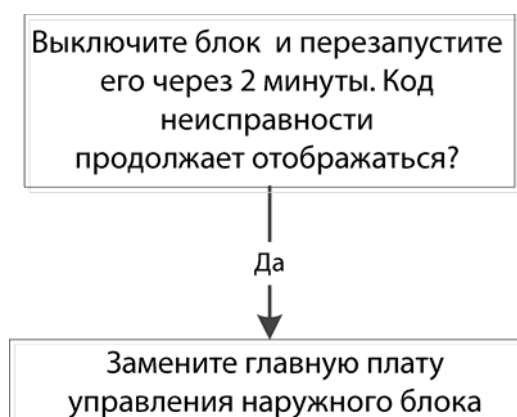 Выключите блок и перезапустите
его через 2 минуты. Код
неисправности
продолжает отображаться?
Да
Замените главную плату
управления наружного блока